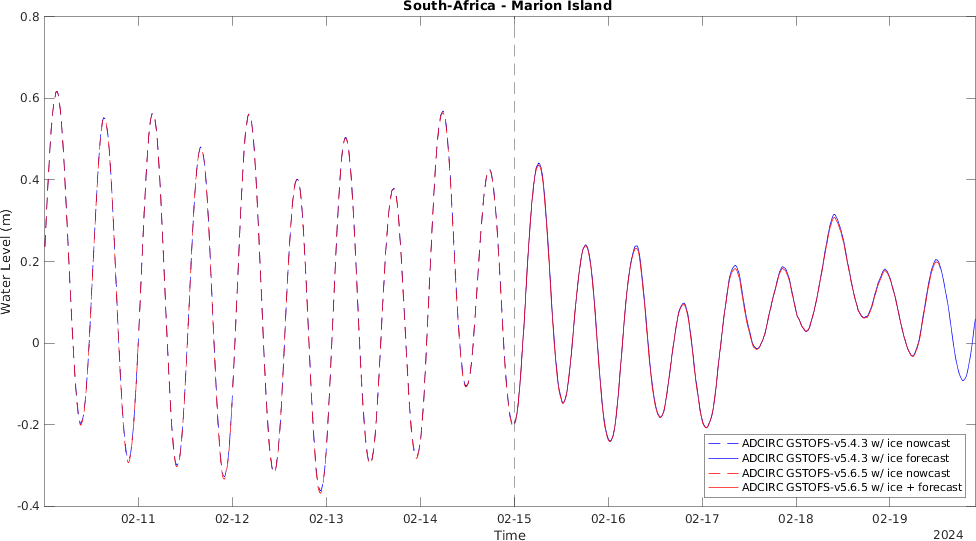 South-Africa - Marion Island
0.8
0.6
0.4
0.2
0
-0.2
-0.4
Water Level (m)
02-11 02-12 02-13 02-14 02-15 02-16 02-17 02-18 02-19
Time
2024
ADCIRC GSTOFS-v5.4.3 w/ ice nowcast
ADCIRC GSTOFS-v5.4.3 w/ ice forecast
ADCIRC GSTOFS-v5.6.5 w/ ice nowcast
ADCIRC GSTOFS-v5.6.5 w/ ice + forecast